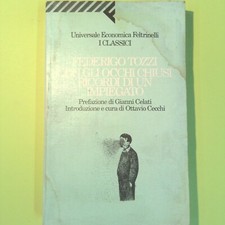 Universale Economica Feltrinelli
I CLASSICI
FEDERIGO TOZZI
CON GLI OCCHI CHIUSI
RICORDI DI UN
IMPIEGATO
Prefazione di Gianni Celati
Introduzione e cura di Ottavio Cecchi